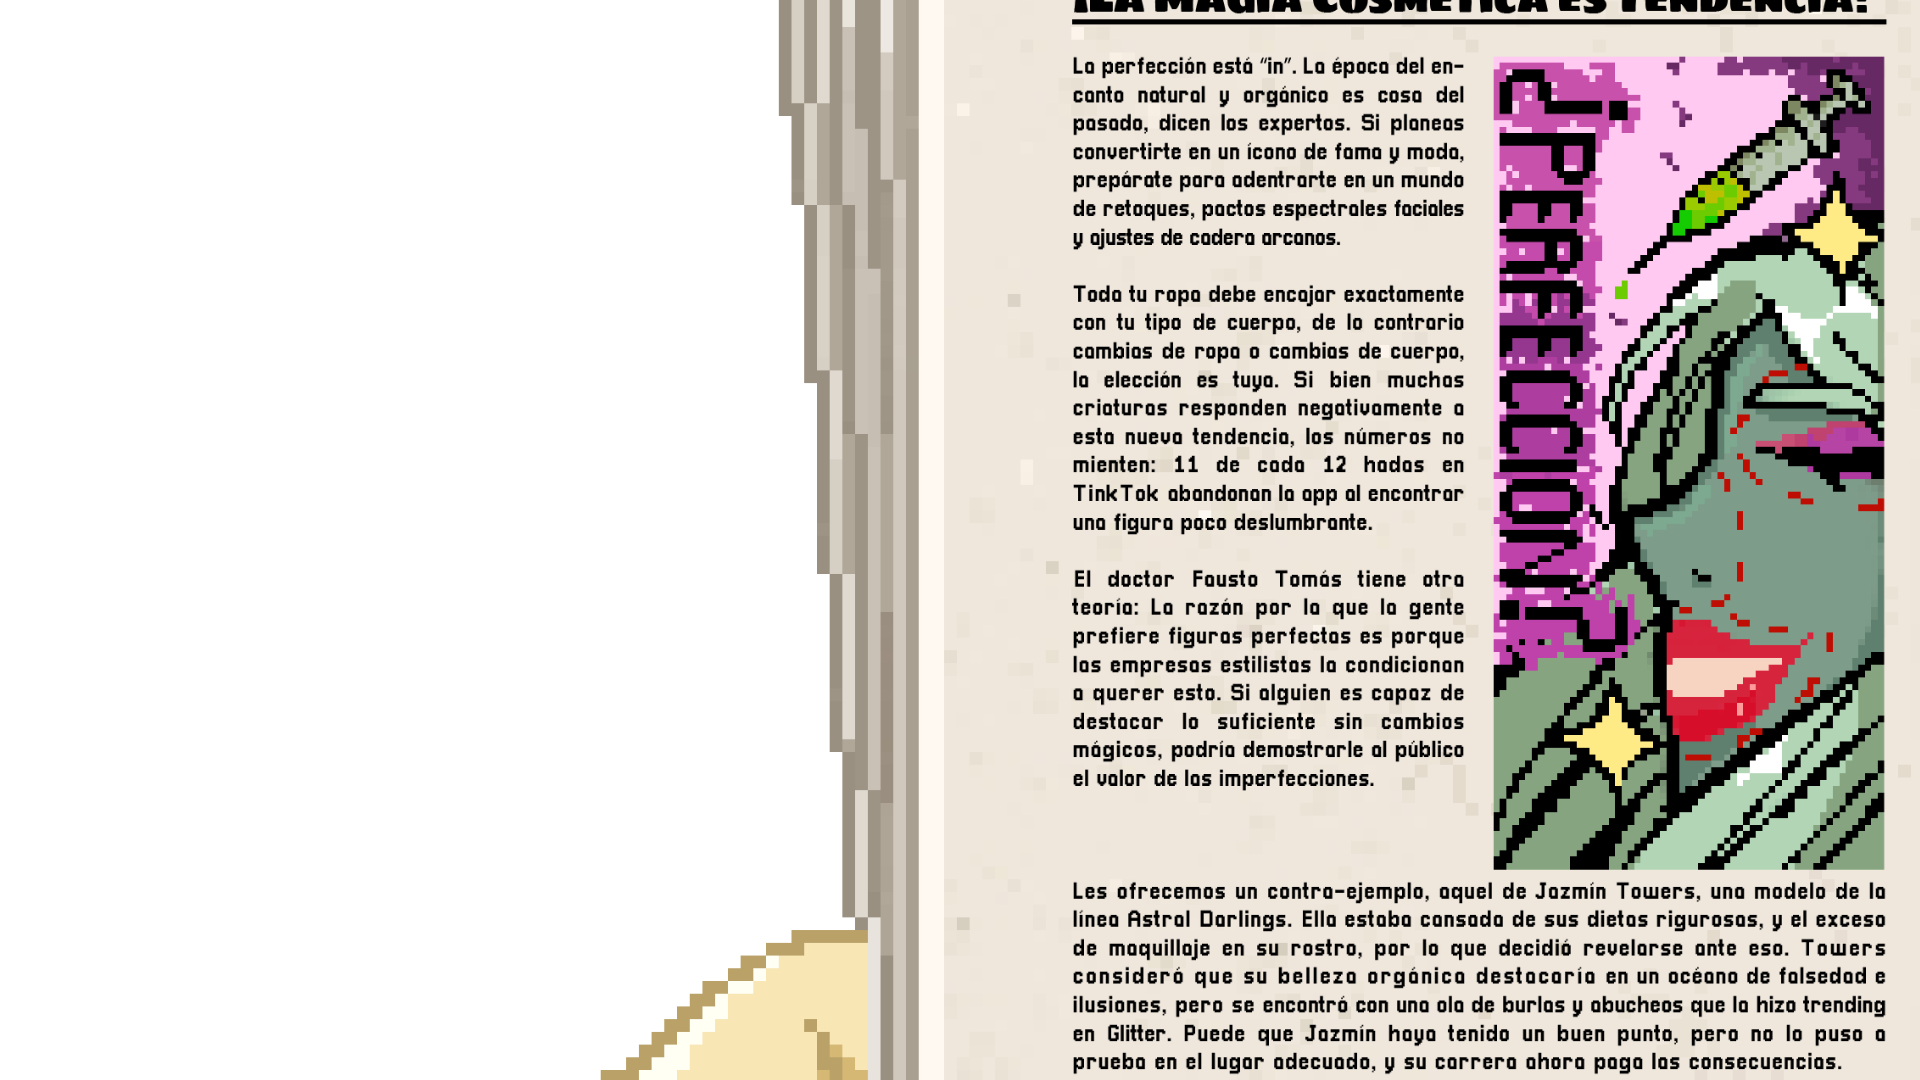 ¡LA MAGIA COSMÉTICA ES TENDENCIA!
La perfección está "in". La época del en-
canto natural y orgánico es cosa del
pasado, dicen los expertos. Si planeas
convertirte en un ícono de fama y moda,
prepárate para adentrarte en un mundo
de retoques, pactos espectrales faciales
y ajustes de cadera arcanos.
Toda tu ropa debe encajar exactamente
con tu tipo de cuerpo, de lo contrario
cambias de ropa o cambias de cuerpo,
la elección es tuya. Si bien muchas
criaturas responden negativamente a
esta nueva tendencia, los números no
mienten: 11 de cada 12 hadas en
TinkTok abandonan la app al encontrar
una figura poco deslumbrante.
El doctor Fausto Tomás tiene otra
teoría: La razón por la que la gente
prefiere figuras perfectas es porque
las empresas estilistas la condicionan
a querer esto. Si alguien es capaz de
destacar lo suficiente sin cambios
mágicos, podría demostrarle al público
el valor de las imperfecciones.
¿PERFECCION?
Les ofrecemos un contra-ejemplo, aquel de Jazmín Towers, una modelo de la
línea Astral Darlings. Ella estaba cansada de sus dietas rigurosas, y el exceso
de maquillaje en su rostro, por lo que decidió revelarse ante eso. Towers
consideró que su belleza orgánica destacaría en un océano de falsedad e
ilusiones, pero se encontró con una ola de burlas y abucheos que la hizo trending
en Glitter. Puede que Jazmín haya tenido un buen punto, pero no lo puso a
prueba en el lugar adecuado, y su carrera ahora paga las consecuencias.